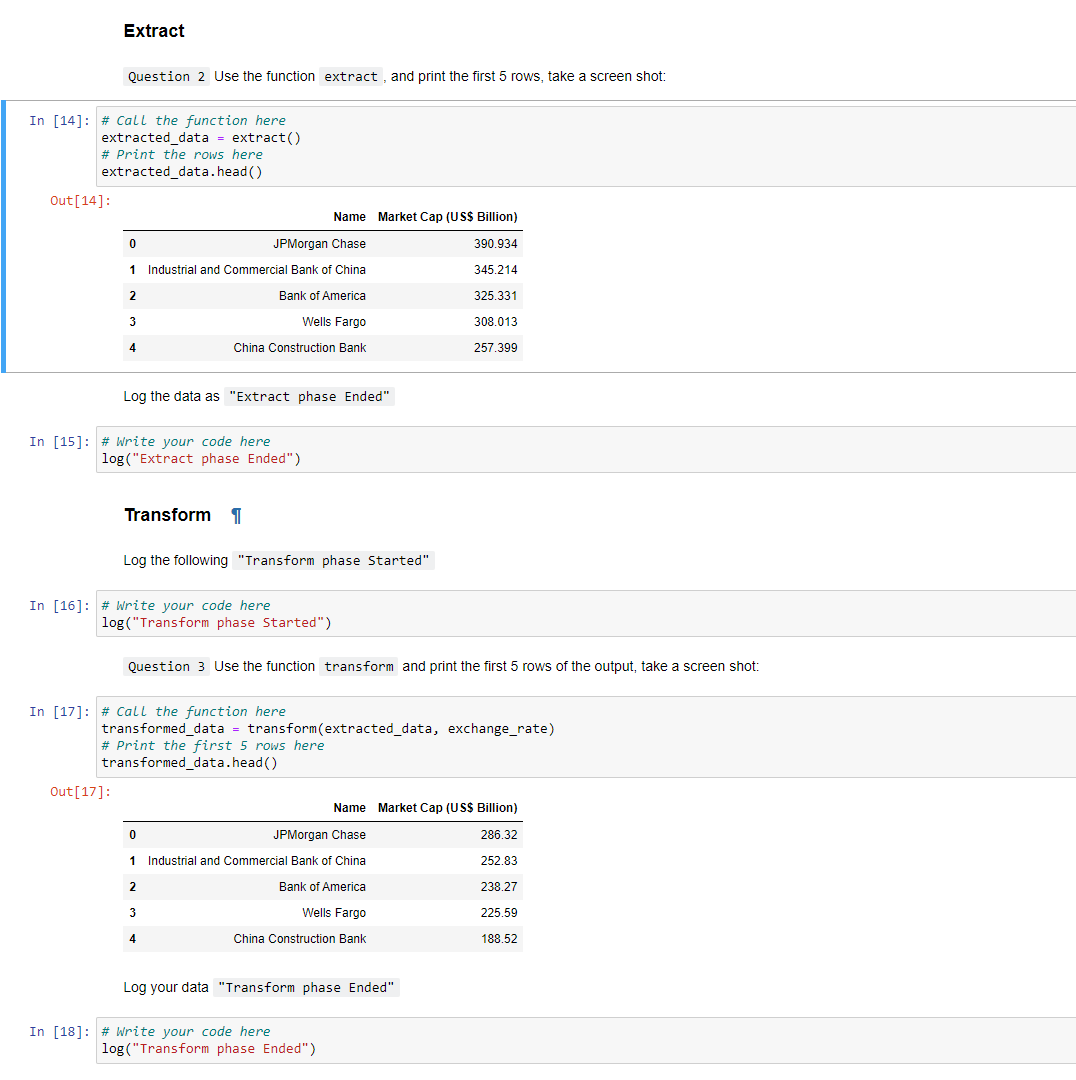 Extract
Question 2 Use the function extract , and print the first 5 rows, take a screen shot:
In [14]: # Call the function here
extracted_data = extract()
# Print the rows here
extracted_data.head()
Out[14]:
Name Market Cap (US$ Billion)
0 JPMorgan Chase 390.934
1 Industrial and Commercial Bank of China 345.214
2 Bank of America 325.331
3 Wells Fargo 308.013
4 China Construction Bank 257.399
Log the data as "Extract phase Ended"
In [15]: # Write your code here
log("Extract phase Ended")
Transform ¶
Log the following "Transform phase Started"
In [16]: # Write your code here
log("Transform phase Started")
Question 3 Use the function transform and print the first 5 rows of the output, take a screen shot:
In [17]: # Call the function here
transformed_data = transform(extracted_data, exchange_rate)
# Print the first 5 rows here
transformed_data.head()
Out[17]:
Name Market Cap (US$ Billion)
0 JPMorgan Chase 286.32
1 Industrial and Commercial Bank of China 252.83
2 Bank of America 238.27
3 Wells Fargo 225.59
4 China Construction Bank 188.52
Log your data "Transform phase Ended"
In [18]: # Write your code here
log("Transform phase Ended")